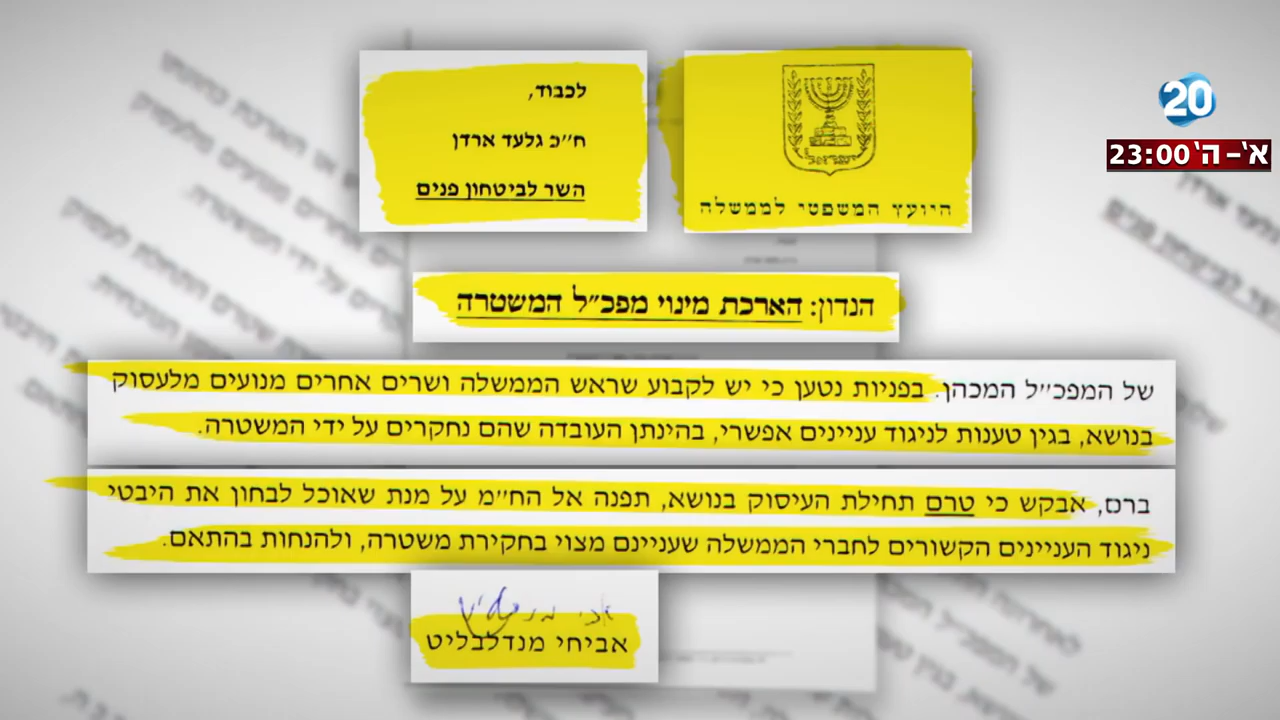 היועץ המשפטי לממשלה
לכבוד,
ח״כ גלעד ארדן
השר לביטחון פנים
20
א'-ה' 23:00
הנדון: הארכת מינוי מפכ״ל המשטרה
של המפכ״ל המכהן. בפניות נטען כי יש לקבוע שראש הממשלה ושרים אחרים מנועים מלעסוק
בנושא, בגין טענות לניגוד עניינים אפשרי, בהינתן העובדה שהם נחקרים על ידי המשטרה.
ברם, אבקש כי טרם תחילת העיסוק בנושא, תפנה אל הח״מ על מנת שאוכל לבחון את היבטי
ניגוד העניינים הקשורים לחברי הממשלה שעניינם מצוי בחקירת משטרה, ולהנחות בהתאם.
אביחי מנדלבליט